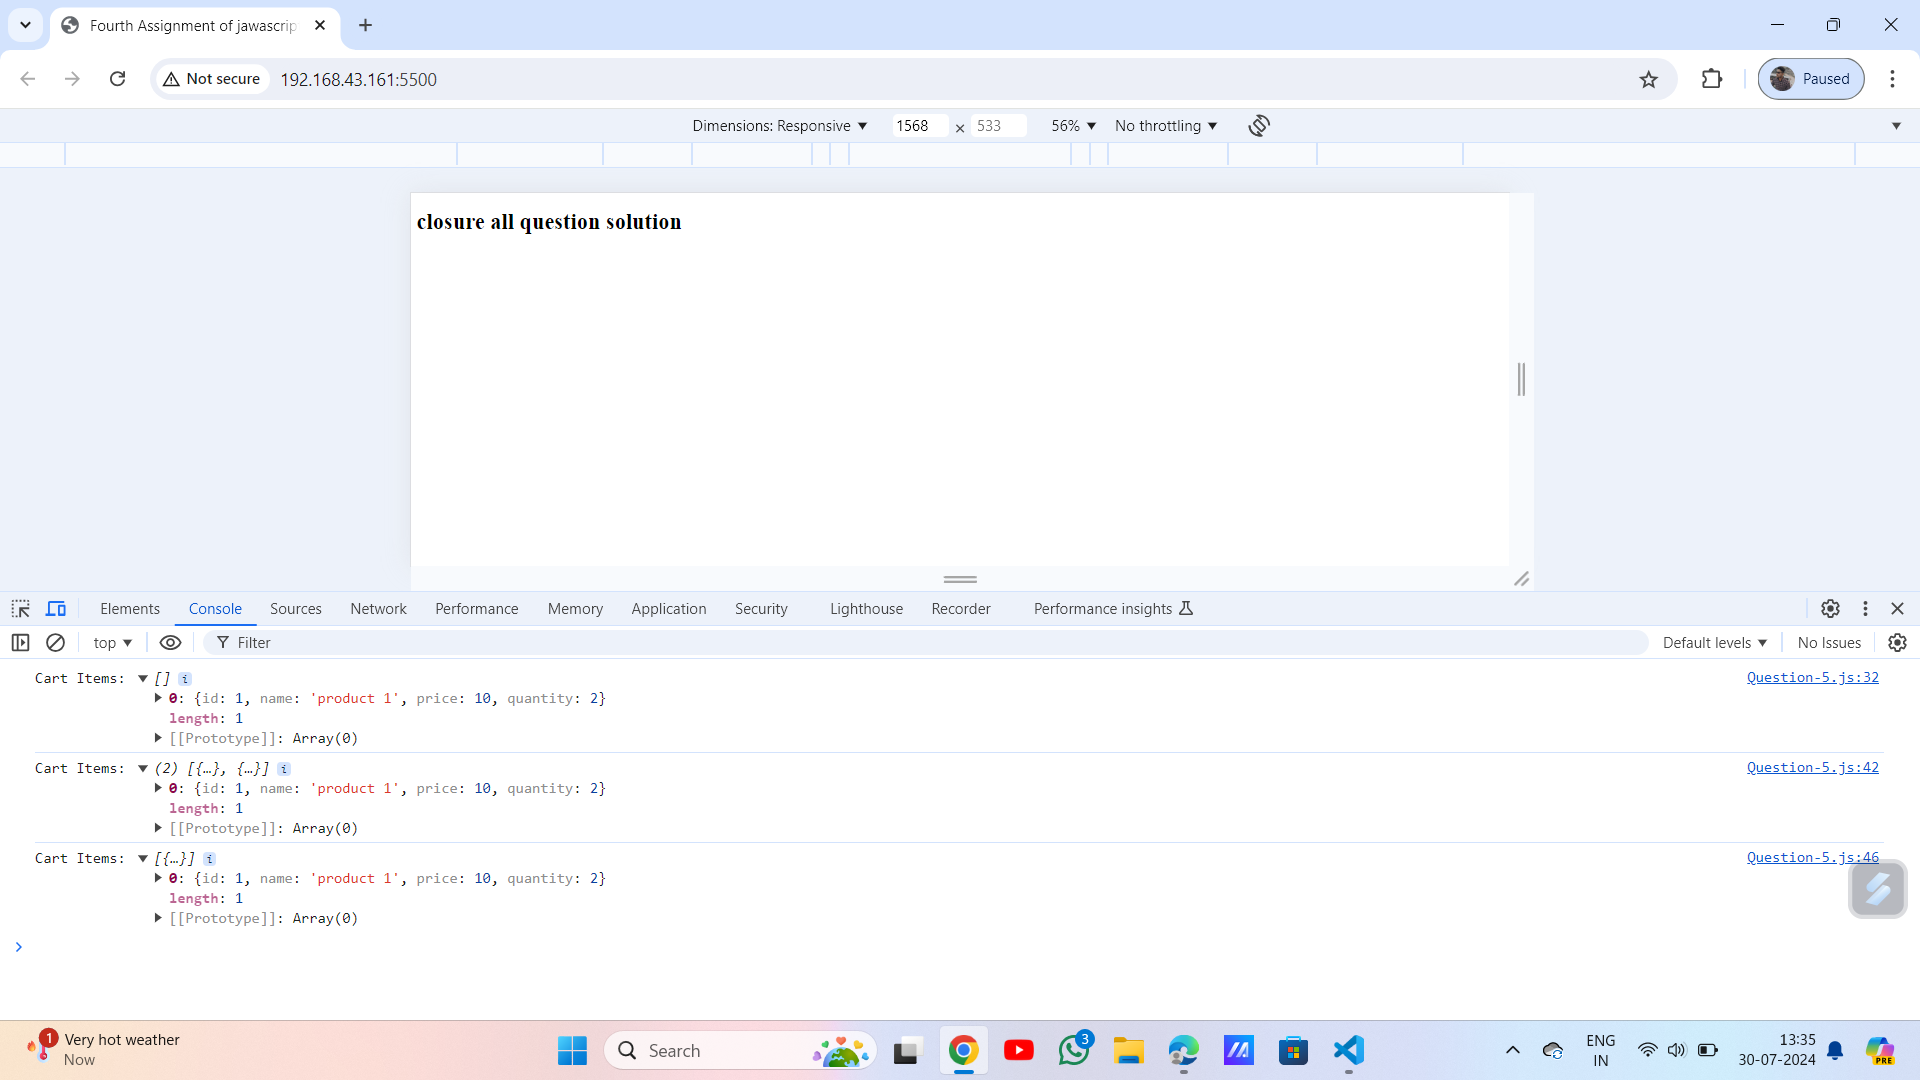 Fourth Assignment of jawascrip
Not secure
192.168.43.161:5500
Paused
Dimensions: Responsive ▼
1568 × 533
56% ▼
No throttling ▼
closure all question solution
Elements
Console
Sources
Network
Performance
Memory
Application
Security
Lighthouse
Recorder
Performance insights
top ▼
Filter
Default levels ▼
No Issues
Cart Items: ▼ [] i
Question-5.js:32
▶ 0: {id: 1, name: 'product 1', price: 10, quantity: 2}
length: 1
▶ [[Prototype]]: Array(0)
Cart Items: ▼ (2) [{…}, {…}] i
Question-5.js:42
▶ 0: {id: 1, name: 'product 1', price: 10, quantity: 2}
length: 1
▶ [[Prototype]]: Array(0)
Cart Items: ▼ [{…}] i
Question-5.js:46
▶ 0: {id: 1, name: 'product 1', price: 10, quantity: 2}
length: 1
▶ [[Prototype]]: Array(0)
>
1
Very hot weather
Now
Search
3
ENG
IN
13:35
30-07-2024
PRE